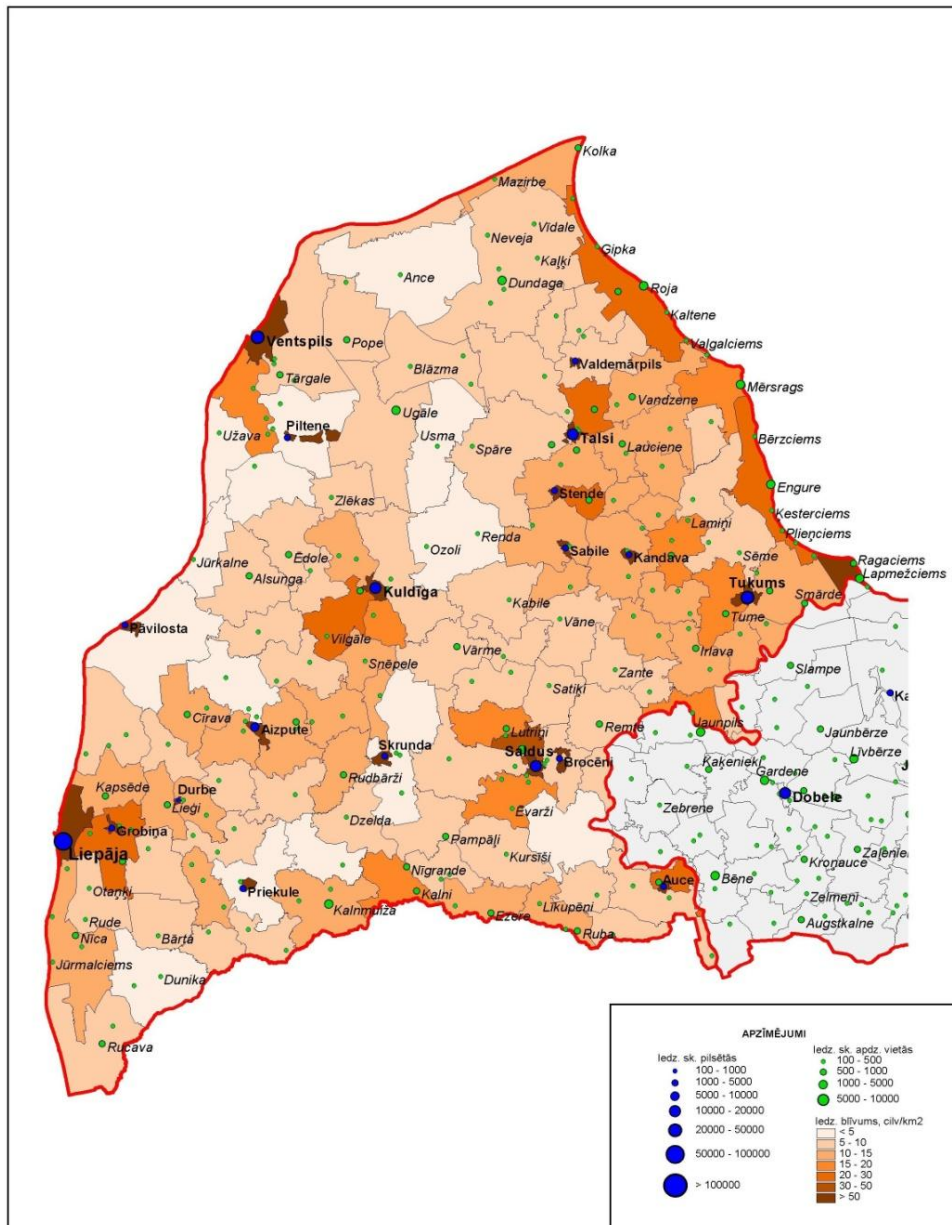 Kolka
Mazirbe
Vīdale
Neveja
Gipka
Kaļķi
Ance
Dundaga
Roja
Kaltene
Ventspils
Pope
Valgalciems
Valdemārpils
Blāzma
Tārgale
Mērsrags
Vandzene
Ugāle
Piltene
Talsi
Užava
Usma
Spāre
Lauciene
Bērzciems
Stende
Engure
Zlēkas
Ķesterciems
Lamiņi
Plieņciems
Renda
Ozoli
Sabile
Kandava
Sēme
Ēdole
Jūrkalne
Ragaciems
Alsunga
Tukums
Lapmežciems
Kuldīga
Kabile
Smārde
Tume
Vāne
Pāvilosta
Vilgāle
Vārme
Irlava
Snēpele
Zante
Slampe
Satiķi
Ka
Cīrava
Aizpute
Lutriņi
Remte
Jaunpils
Jaunbērze
Skrunda
Saldus
Brocēni
Līvbērze
Kaķenieki
J
Rudbārži
Gardene
Kapsēde
Durbe
Dobele
Lieģi
Zebrene
Evarži
Dzelda
Grobiņa
Pampāļi
Liepāja
Kursīši
Kroņauce
Zaļenie
Nīgrande
Bēne
Auce
Priekule
Otaņķi
Kalni
Kalnmuiža
Zelmeņi
Līkupēni
Rude
Ezere
Augstkalne
Nīca
Bārta
Ruba
Jūrmalciems
Dunika
Rucava
APZĪMĒJUMI
Iedz. sk. pilsētās
100 - 1000
1000 - 5000
5000 - 10000
10000 - 20000
20000 - 50000
50000 - 100000
> 100000
Iedz. sk. apdz. vietās
100 - 500
500 - 1000
1000 - 5000
5000 - 10000
Iedz. blīvums, cilv/km2
< 5
5 - 10
10 - 15
15 - 20
20 - 30
30 - 50
> 50